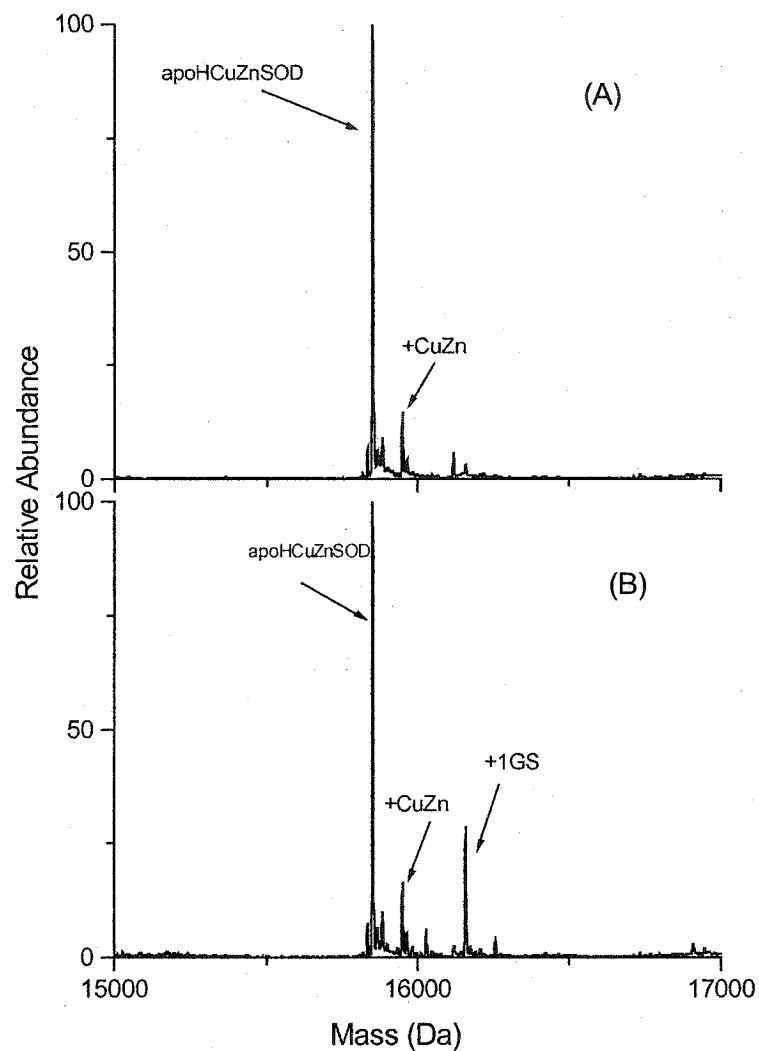 100
apoHCuZnSOD
(A)
50
+CuZn
0
Relative Abundance
100
apoHCuZnSOD
(B)
50
+1GS
+CuZn
0
15000
16000
17000
Mass (Da)